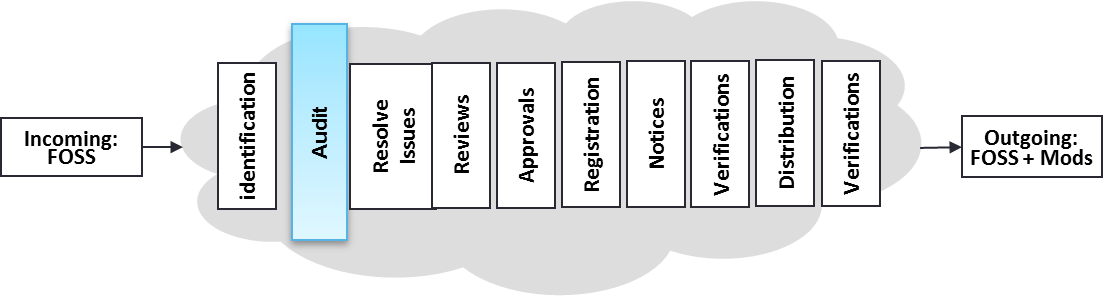 Incoming:
FOSS
identification
Audit
Resolve
Issues
Reviews
Approvals
Registration
Notices
Verifications
Distribution
Verifications
Outgoing:
FOSS + Mods